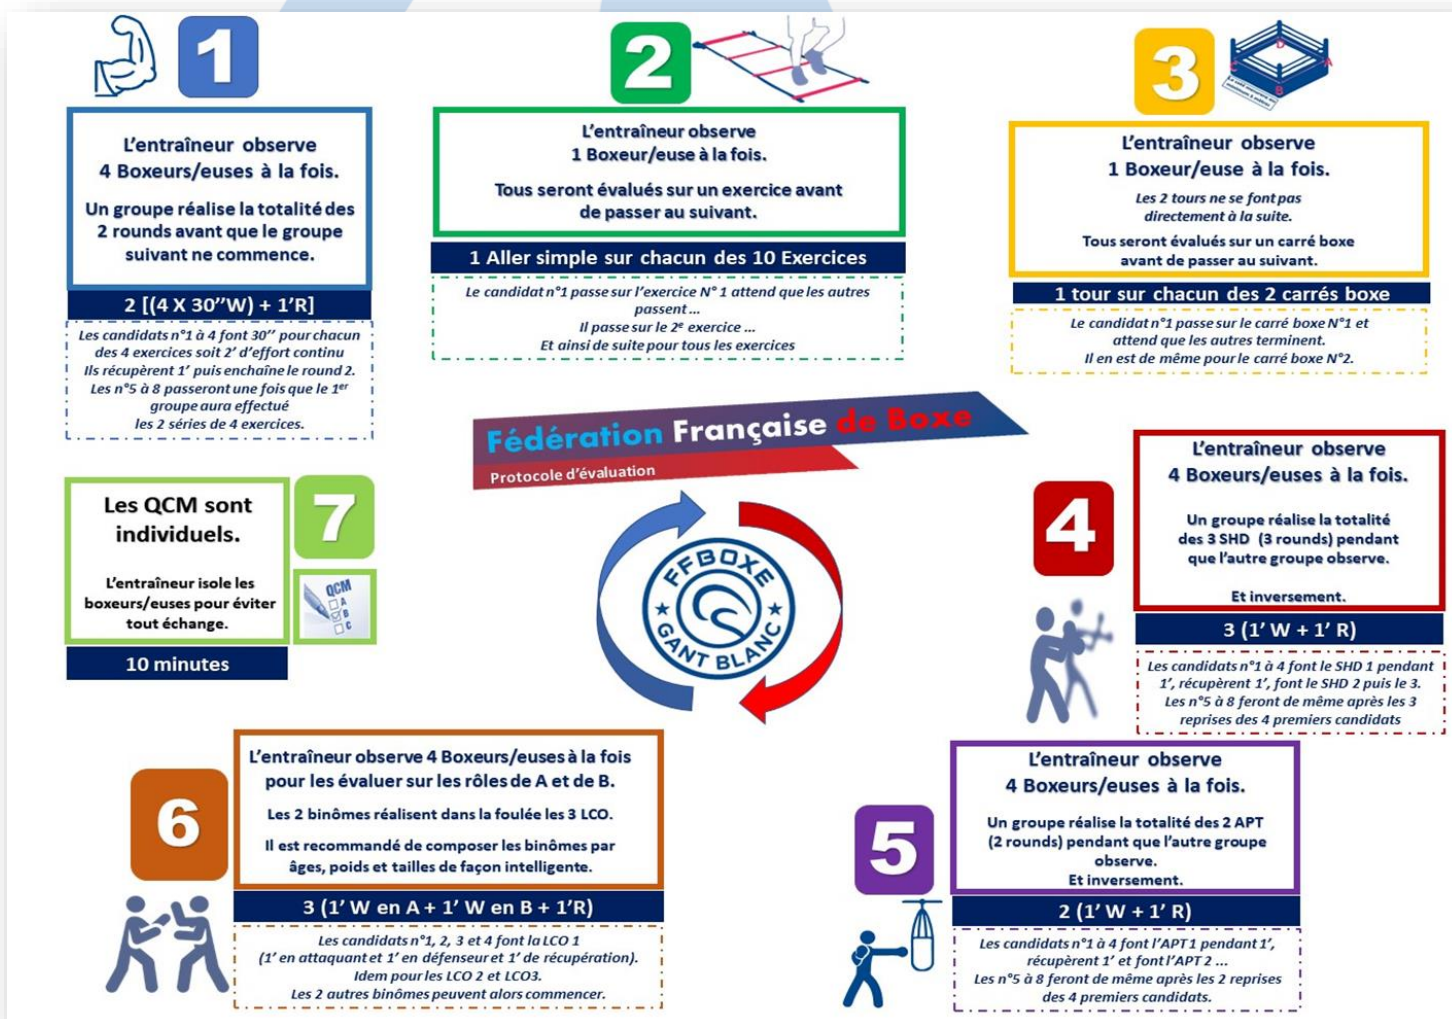 1
L'entraîneur observe
4 Boxeurs/euses à la fois.
Un groupe réalise la totalité des
2 rounds avant que le groupe
suivant ne commence.
2 [(4 X 30’’W) + 1’R]
Les candidats n°1 à 4 font 30’’ pour chacun
des 4 exercices soit 2’ d’effort continu
Ils récupèrent 1’ puis enchaîne le round 2.
Les n°5 à 8 passeront une fois que le 1er
groupe aura effectué
les 2 séries de 4 exercices.
2
L'entraîneur observe
1 Boxeur/euse à la fois.
Tous seront évalués sur un exercice avant
de passer au suivant.
1 Aller simple sur chacun des 10 Exercices
Le candidat n°1 passe sur l’exercice N° 1 attend que les autres
passent ...
Il passe sur le 2e exercice ...
Et ainsi de suite pour tous les exercices
3
D
C
A
B
L'entraîneur observe
1 Boxeur/euse à la fois.
Les 2 tours ne se font pas
directement à la suite.
Tous seront évalués sur un carré boxe
avant de passer au suivant.
1 tour sur chacun des 2 carrés boxe
Le candidat n°1 passe sur le carré boxe N°1 et
attend que les autres terminent.
Il en est de même pour le carré boxe N°2.
Fédération Française de Boxe
Protocole d’évaluation
FFBOXE
GANT BLANC
4
L'entraîneur observe
4 Boxeurs/euses à la fois.
Un groupe réalise la totalité
des 3 SHD (3 rounds) pendant
que l’autre groupe observe.
Et inversement.
3 (1’ W + 1’ R)
Les candidats n°1 à 4 font le SHD 1 pendant
1’, récupèrent 1’, font le SHD 2 puis le 3.
Les n°5 à 8 feront de même après les 3
reprises des 4 premiers candidats
5
L'entraîneur observe
4 Boxeurs/euses à la fois.
Un groupe réalise la totalité des 2 APT
(2 rounds) pendant que l’autre groupe
observe.
Et inversement.
2 (1’ W + 1’ R)
Les candidats n°1 à 4 font l’APT 1 pendant 1’,
récupèrent 1’ et font l’APT 2 ...
Les n°5 à 8 feront de même après les 2 reprises
des 4 premiers candidats.
6
L’entraîneur observe 4 Boxeurs/euses à la fois
pour les évaluer sur les rôles de A et de B.
Les 2 binômes réalisent dans la foulée les 3 LCO.
Il est recommandé de composer les binômes par
âges, poids et tailles de façon intelligente.
3 (1’ W en A + 1’ W en B + 1’R)
Les candidats n°1, 2, 3 et 4 font la LCO 1
(1’ en attaquant et 1’ en défenseur et 1’ de récupération).
Idem pour les LCO 2 et LCO3.
Les 2 autres binômes peuvent alors commencer.
7
Les QCM sont
individuels.
L’entraîneur isole les
boxeurs/euses pour éviter
tout échange.
QCM
A
B
C
10 minutes